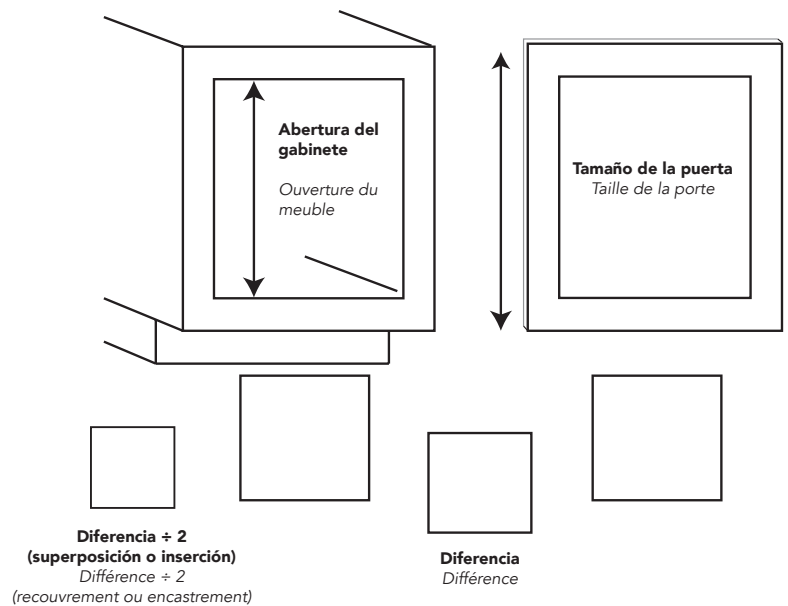 Abertura del
gabinete
Ouverture du
meuble
Tamaño de la puerta
Taille de la porte
Diferencia ÷ 2
(superposición o inserción)
Différence ÷ 2
(recouvrement ou encastrement)
Diferencia
Différence